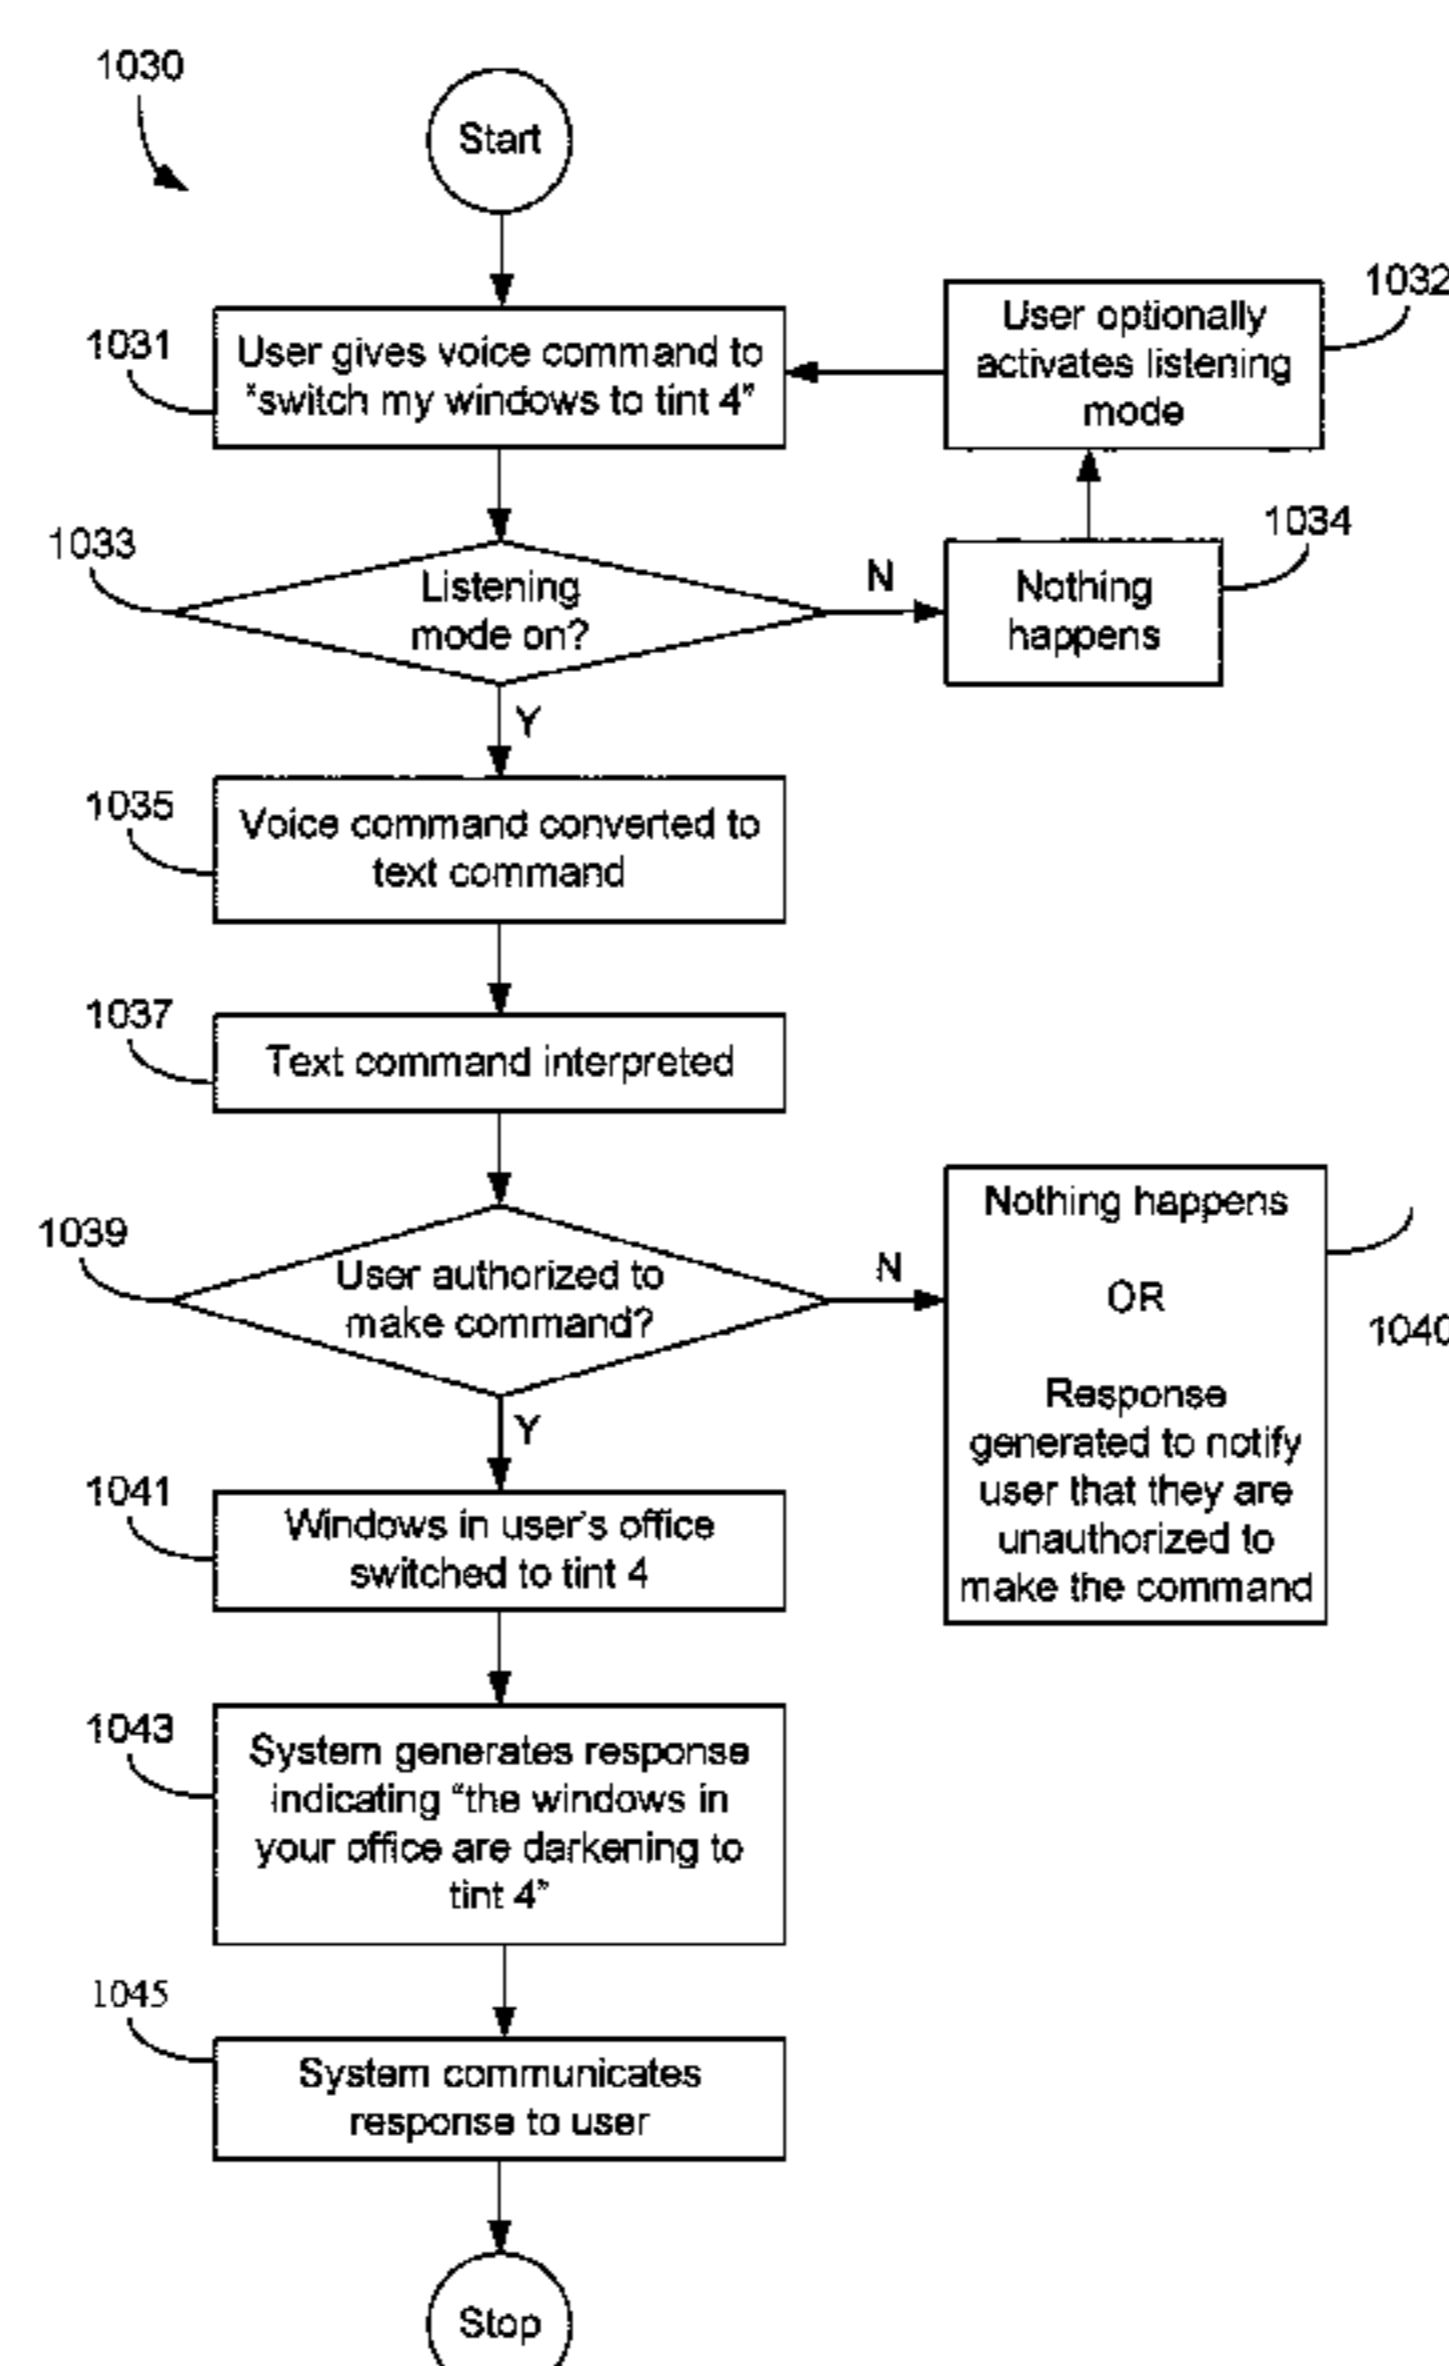 1030
Start
1032
User optionally
activates listening
mode
1031
User gives voice command to
“switch my windows to tint 4”
1033
Listening
mode on?
N
1034
Nothing
happens
Y
1035
Voice command converted to
text command
1037
Text command interpreted
1039
User authorized to
make command?
N
Nothing happens
OR
Response
generated to notify
user that they are
unauthorized to
make the command
1040
Y
1041
Windows in user’s office
switched to tint 4
1043
System generates response
indicating “the windows in
your office are darkening to
tint 4”
1045
System communicates
response to user
Stop